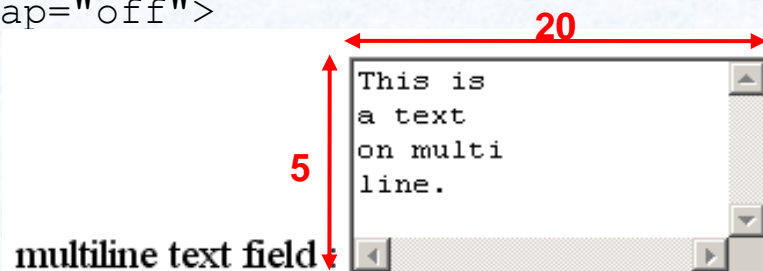 ap="off">
20
This is
a text
on multi
line.
5
multiline text field :